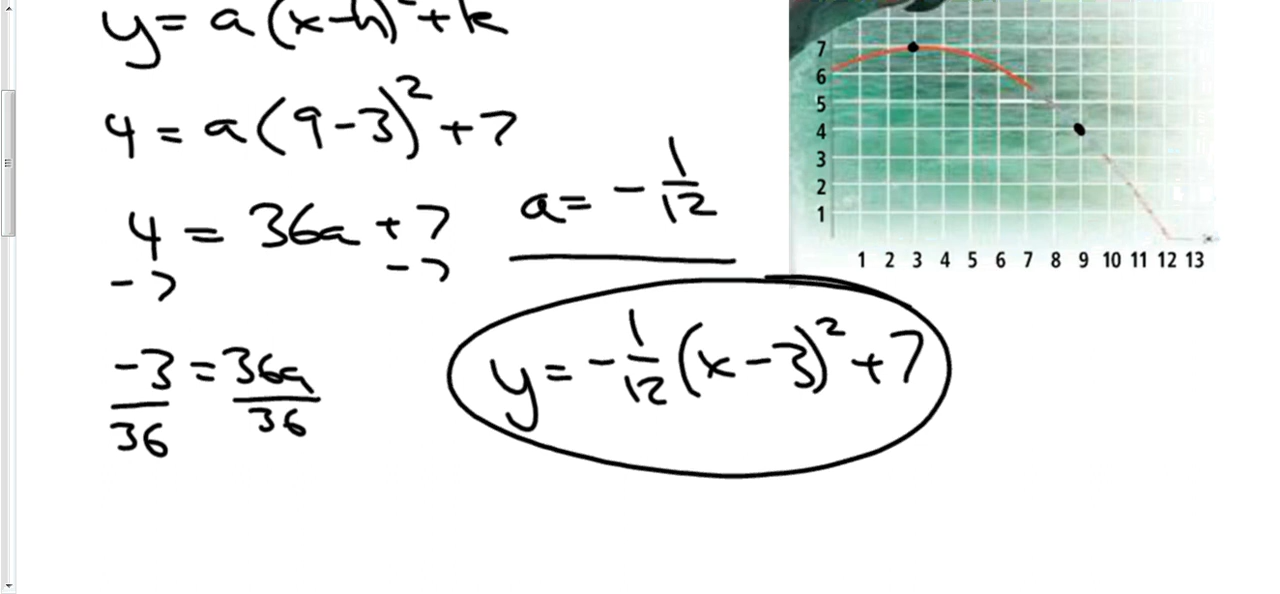 y = a(x-h)² + k
4 = a(9-3)² + 7
4 = 36a + 7
-7 -7
-3 = 36a
36 36
a = - 1/12
y = - 1/12 (x-3)² + 7
7
6
5
4
3
2
1
1 2 3 4 5 6 7 8 9 10 11 12 13